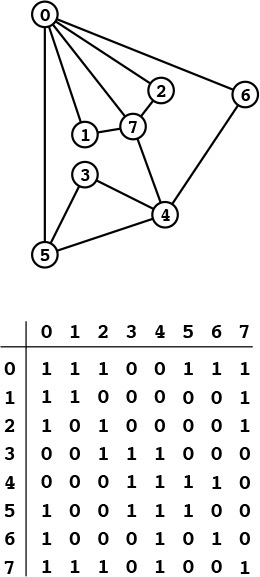 0
2 6
1 7
3
4
5
0 1 2 3 4 5 6 7
0 1 1 1 0 0 1 1 1
1 1 1 0 0 0 0 0 1
2 1 0 1 0 0 0 0 1
3 0 0 1 1 1 0 0 0
4 0 0 0 1 1 1 1 0
5 1 0 0 1 1 1 0 0
6 1 0 0 0 1 0 1 0
7 1 1 1 0 1 0 0 1